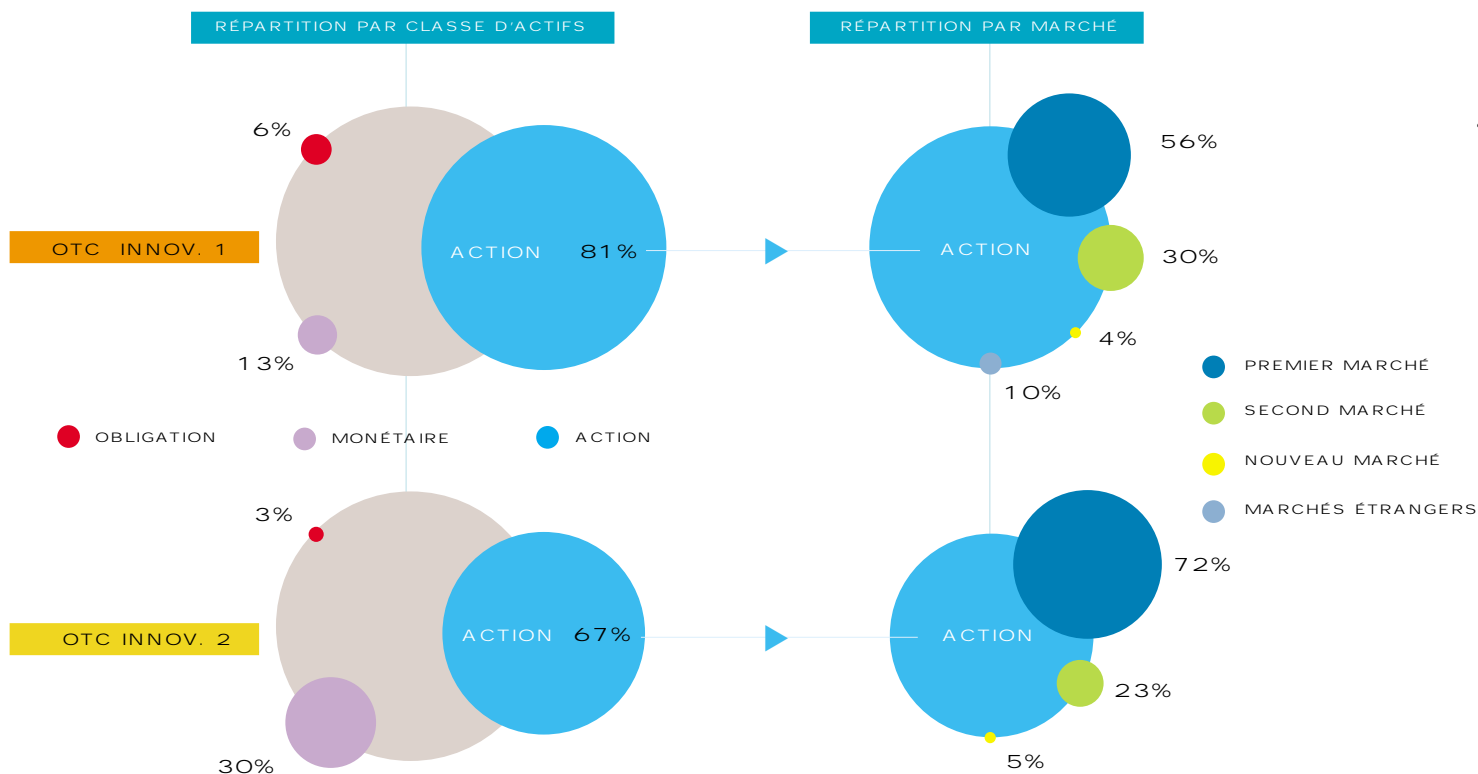 RÉPARTITION PAR CLASSE D'ACTIFS
RÉPARTITION PAR MARCHÉ
6%
56%
OTC INNOV. 1
ACTION 81%
ACTION
30%
13%
4%
10%
PREMIER MARCHÉ
SECOND MARCHÉ
NOUVEAU MARCHÉ
MARCHÉS ÉTRANGERS
OBLIGATION
MONÉTAIRE
ACTION
3%
72%
OTC INNOV. 2
ACTION 67%
ACTION
23%
30%
5%